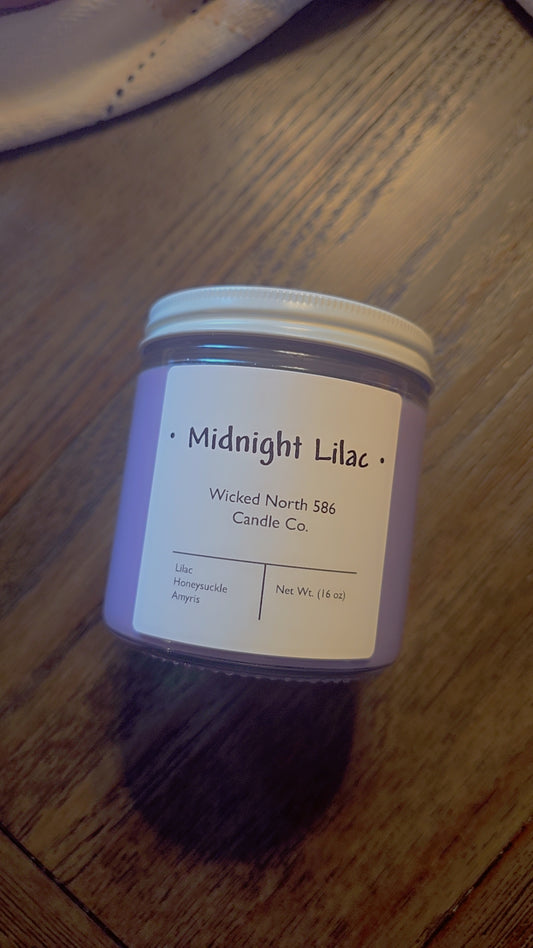 · Midnight Lilac ·
Wicked North 586
Candle Co.
Lilac
Honeysuckle
Amyris
Net Wt. (16 oz)